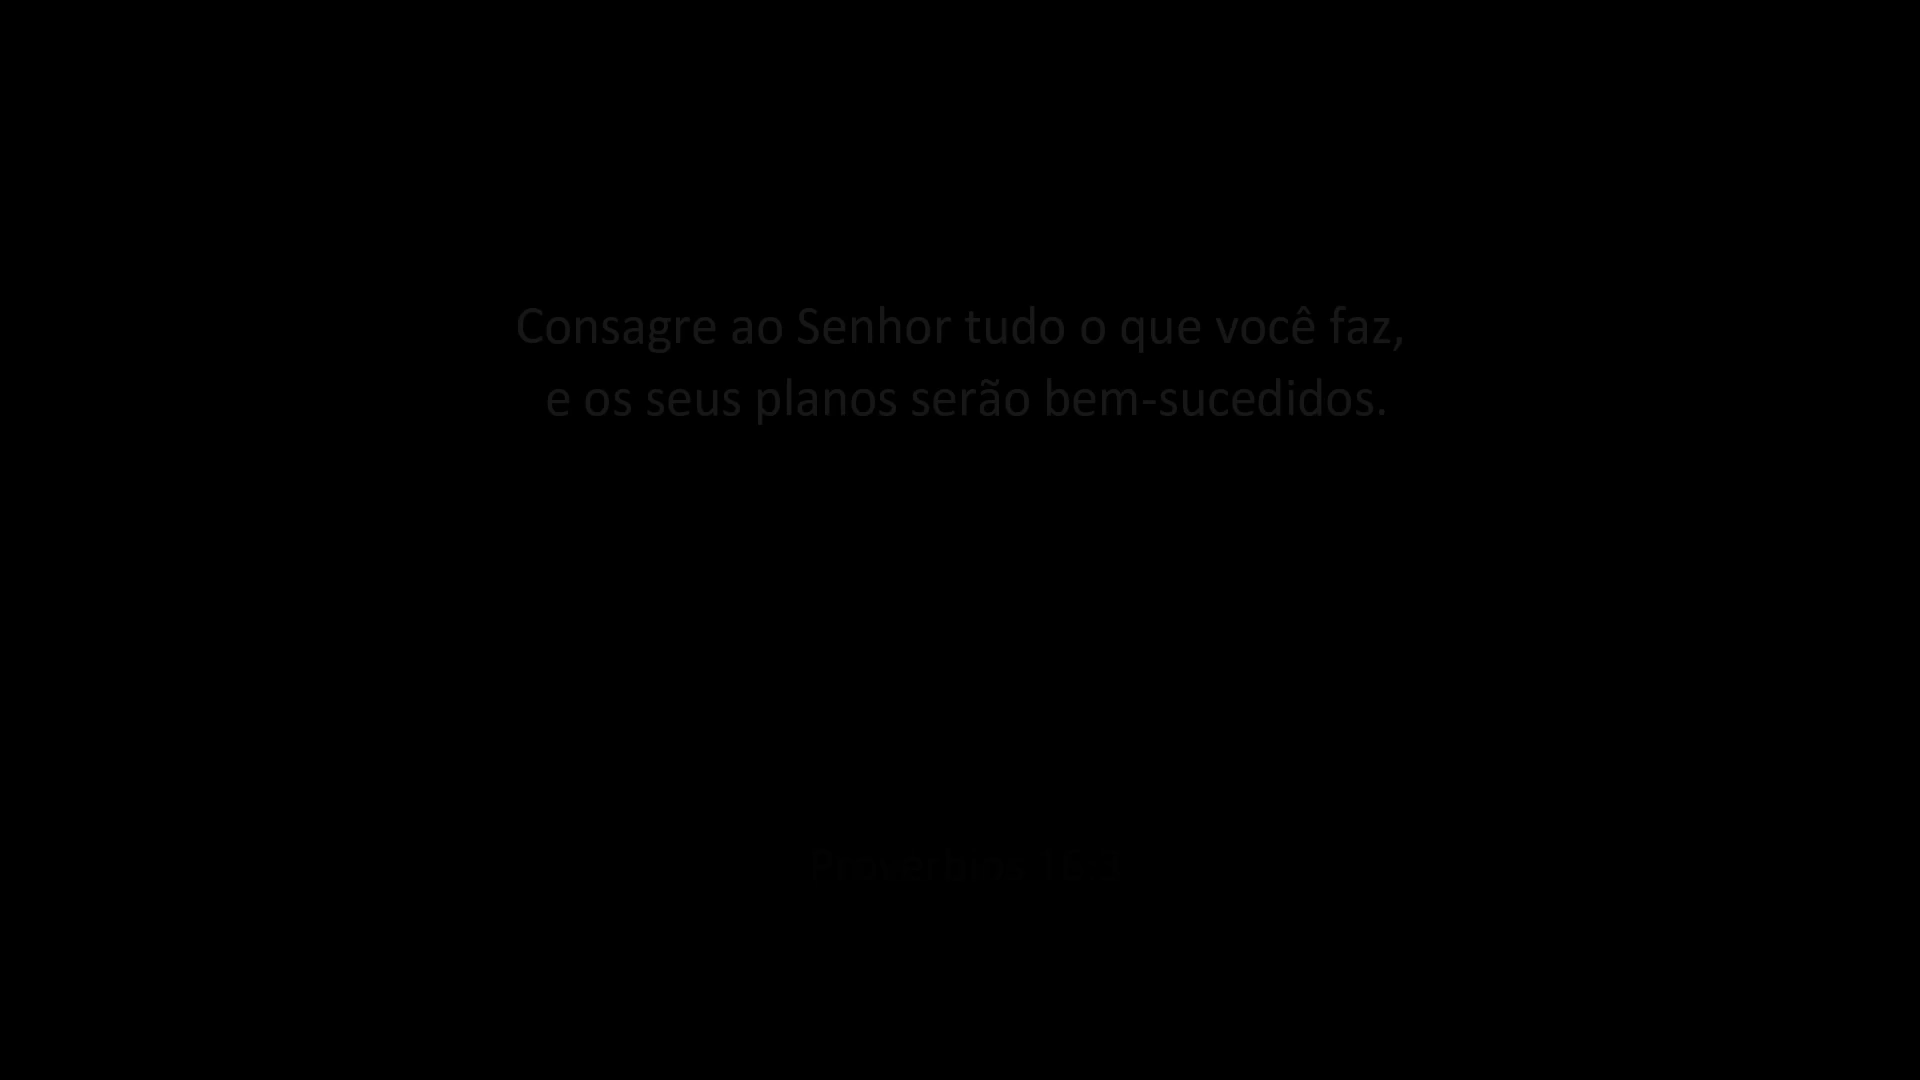 Consagre ao Senhor tudo o que você faz,
e os seus planos serão bem-sucedidos.
Provérbios 16:3